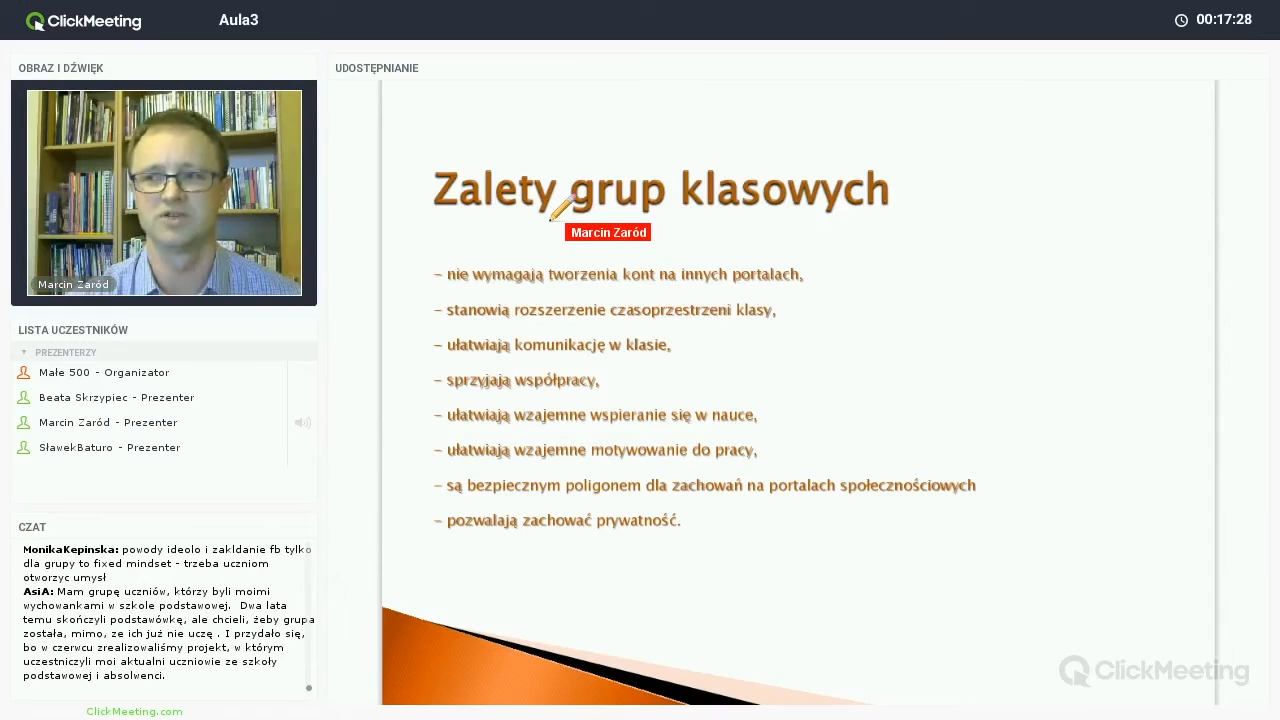 ClickMeeting
Aula3
00:17:28
OBRAZ I DŹWIĘK
Marcin Zaród
LISTA UCZESTNIKÓW
PREZENTERZY
Małe 500 - Organizator
Beata Skrzypiec - Prezenter
Marcin Zaród - Prezenter
SławekBaturo - Prezenter
CZAT
MonikaKepinska: powody ideolo i zakldanie fb tylko
dla grupy to fixed mindset - trzeba uczniom
otworzyc umysł
AsiA: Mam grupę uczniów, którzy byli moimi
wychowankami w szkole podstawowej. Dwa lata
temu skończyli podstawówkę, ale chcieli, żeby grupa
została, mimo, ze ich już nie uczę . I przydało się,
bo w czerwcu zrealizowaliśmy projekt, w którym
uczestniczyli moi aktualni uczniowie ze szkoły
podstawowej i absolwenci.
ClickMeeting.com
UDOSTĘPNIANIE
Zalety grup klasowych
Marcin Zaród
– nie wymagają tworzenia kont na innych portalach,
– stanowią rozszerzenie czasoprzestrzeni klasy,
– ułatwiają komunikację w klasie,
– sprzyjają współpracy,
– ułatwiają wzajemne wspieranie się w nauce,
– ułatwiają wzajemne motywowanie do pracy,
– są bezpiecznym poligonem dla zachowań na portalach społecznościowych
– pozwalają zachować prywatność.
ClickMeeting